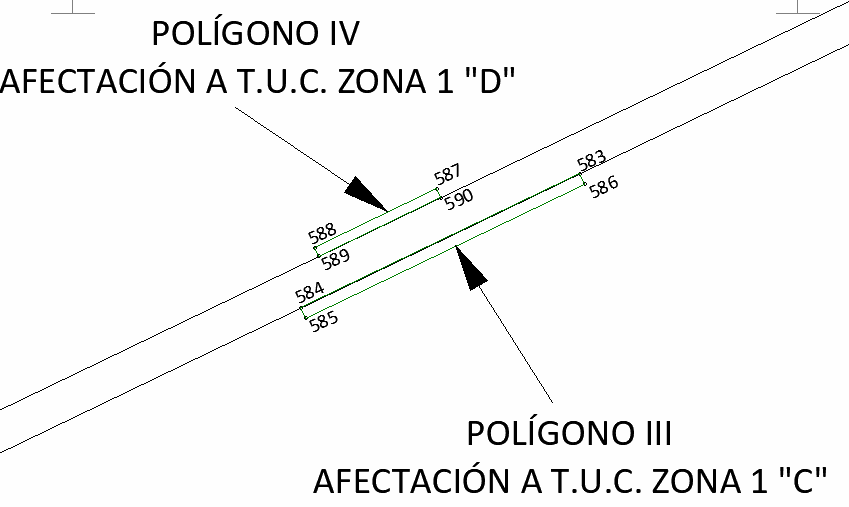 POLÍGONO IV
AFECTACIÓN A T.U.C. ZONA 1 "D"
587
590
588
589
583
586
584
585
POLÍGONO III
AFECTACIÓN A T.U.C. ZONA 1 "C"